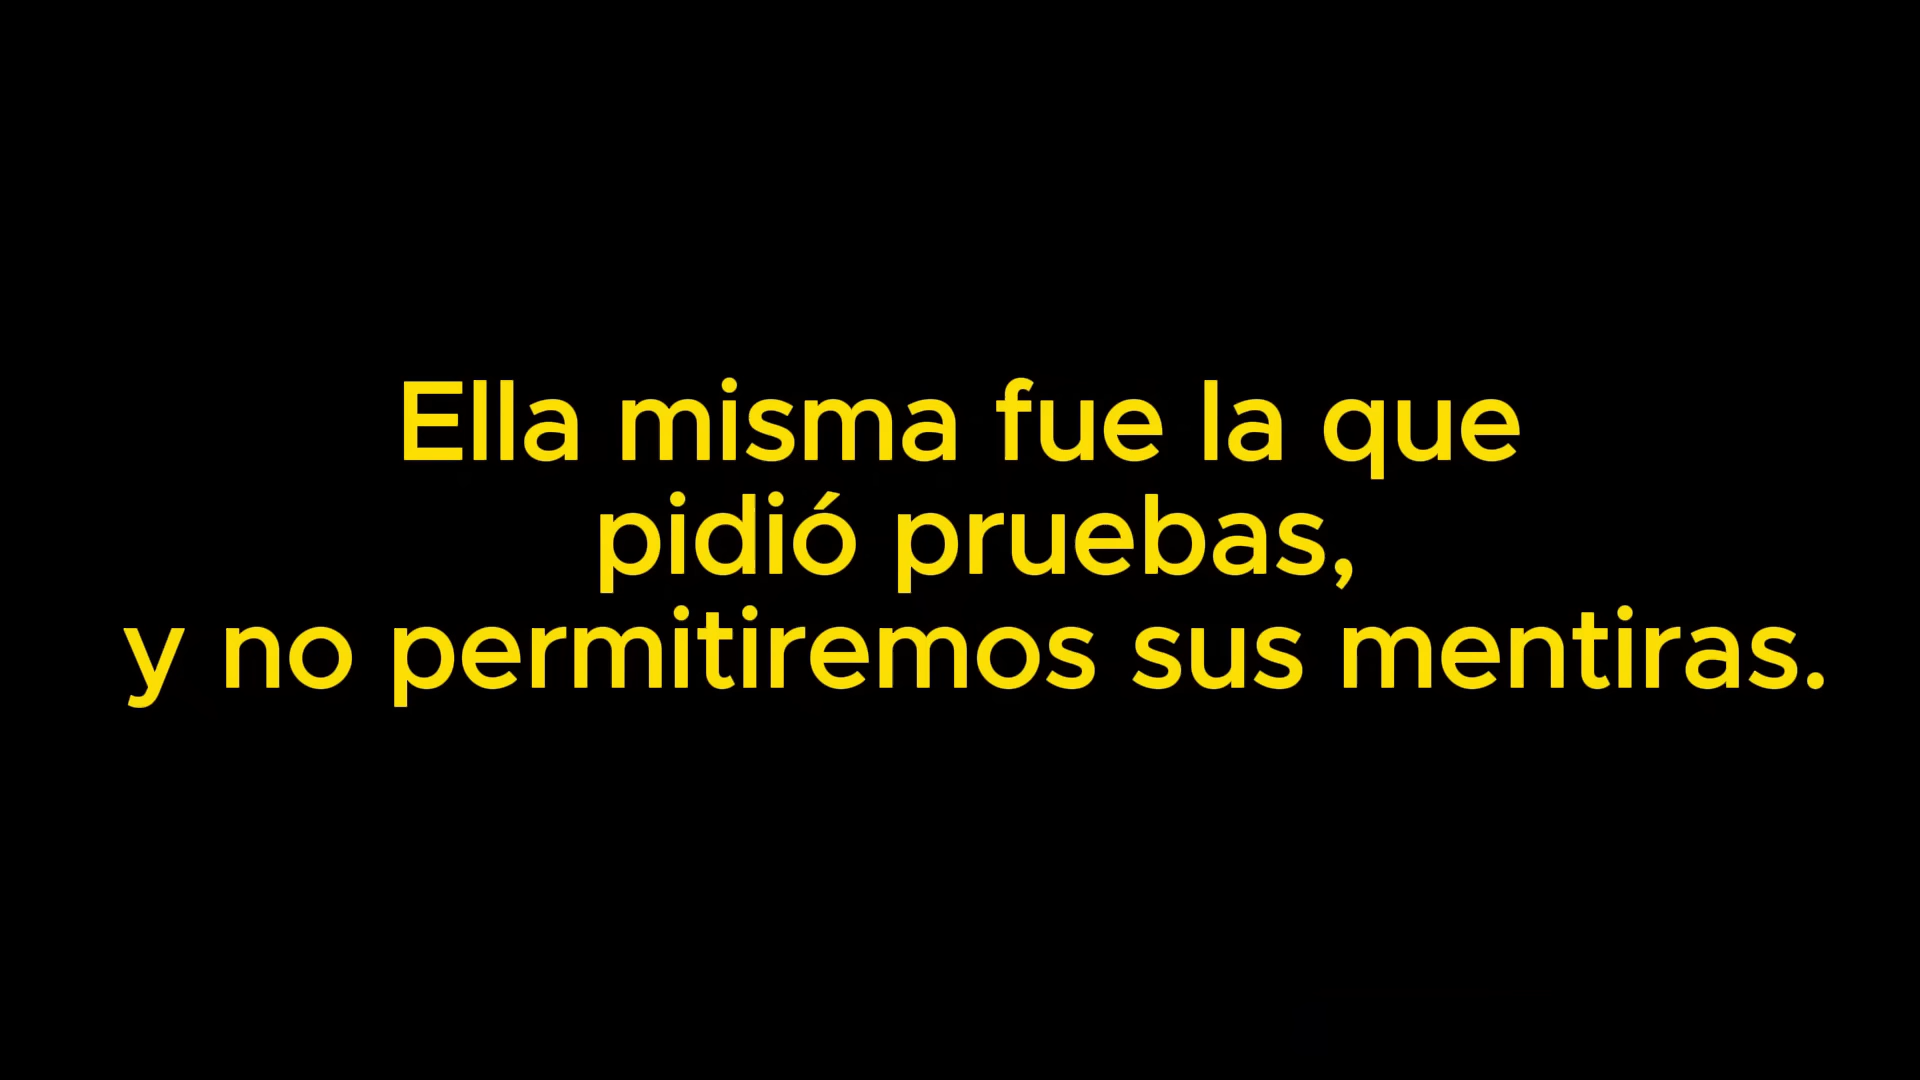 Ella misma fue la que
pidió pruebas,
y no permitiremos sus mentiras.